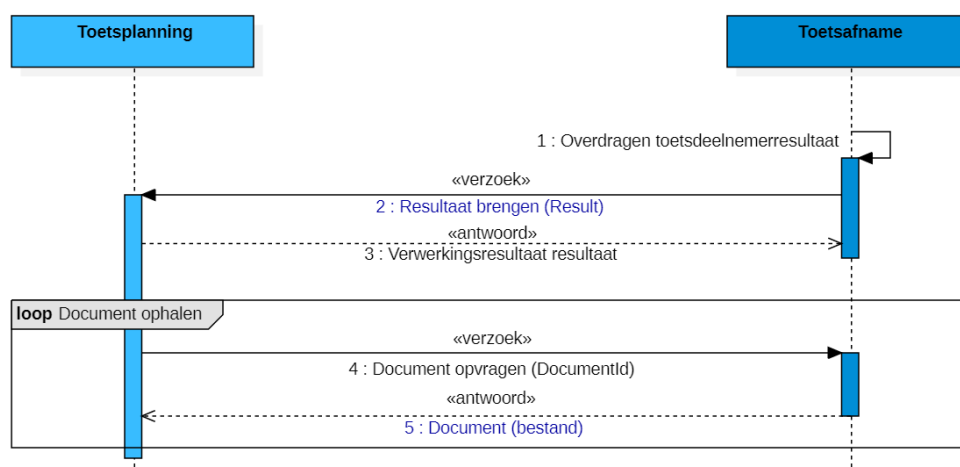 Toetsplanning
Toetsafname
1 : Overdragen toetsdeelnemerresultaat
«verzoek»
2 : Resultaat brengen (Result)
«antwoord»
3 : Verwerkingsresultaat resultaat
loop Document ophalen
«verzoek»
4 : Document opvragen (DocumentId)
«antwoord»
5 : Document (bestand)